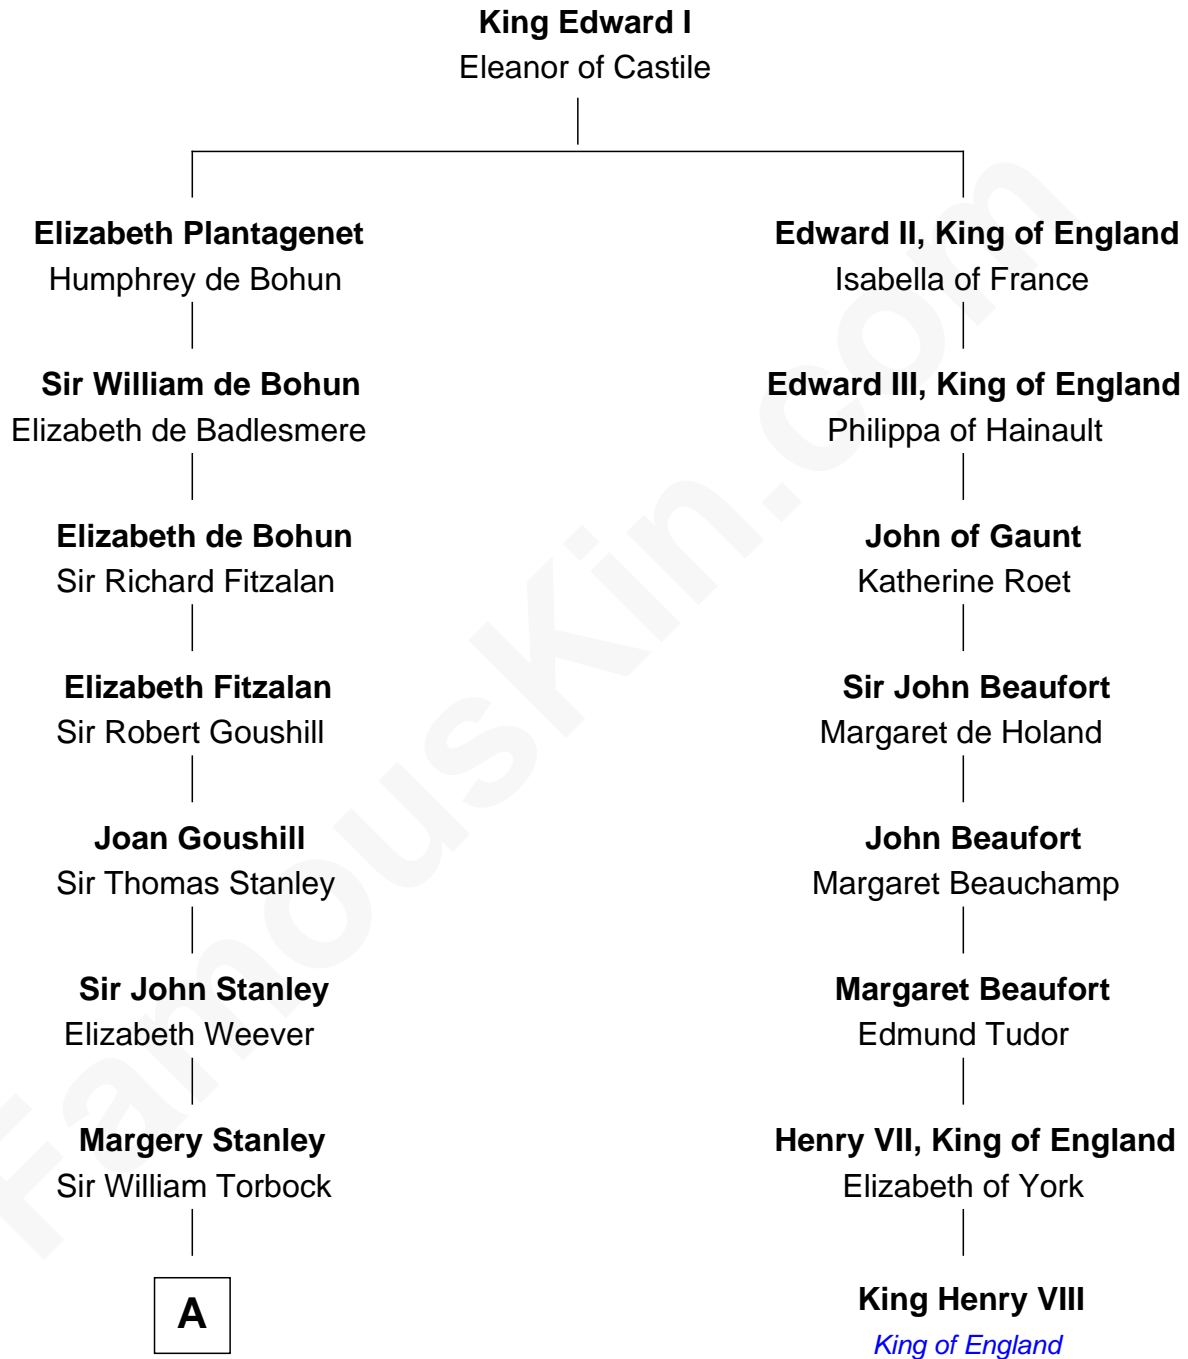 King Edward I
Eleanor of Castile
Elizabeth Plantagenet
Humphrey de Bohun
Edward II, King of England
Isabella of France
Sir William de Bohun
Elizabeth de Badlesmere
Edward III, King of England
Philippa of Hainault
Elizabeth de Bohun
Sir Richard Fitzalan
John of Gaunt
Katherine Roet
Elizabeth Fitzalan
Sir Robert Goushill
Sir John Beaufort
Margaret de Holand
Joan Goushill
Sir Thomas Stanley
John Beaufort
Margaret Beauchamp
Sir John Stanley
Elizabeth Weever
Margaret Beaufort
Edmund Tudor
Margery Stanley
Sir William Torbock
Henry VII, King of England
Elizabeth of York
A
King Henry VIII
King of England
FamousKin.com